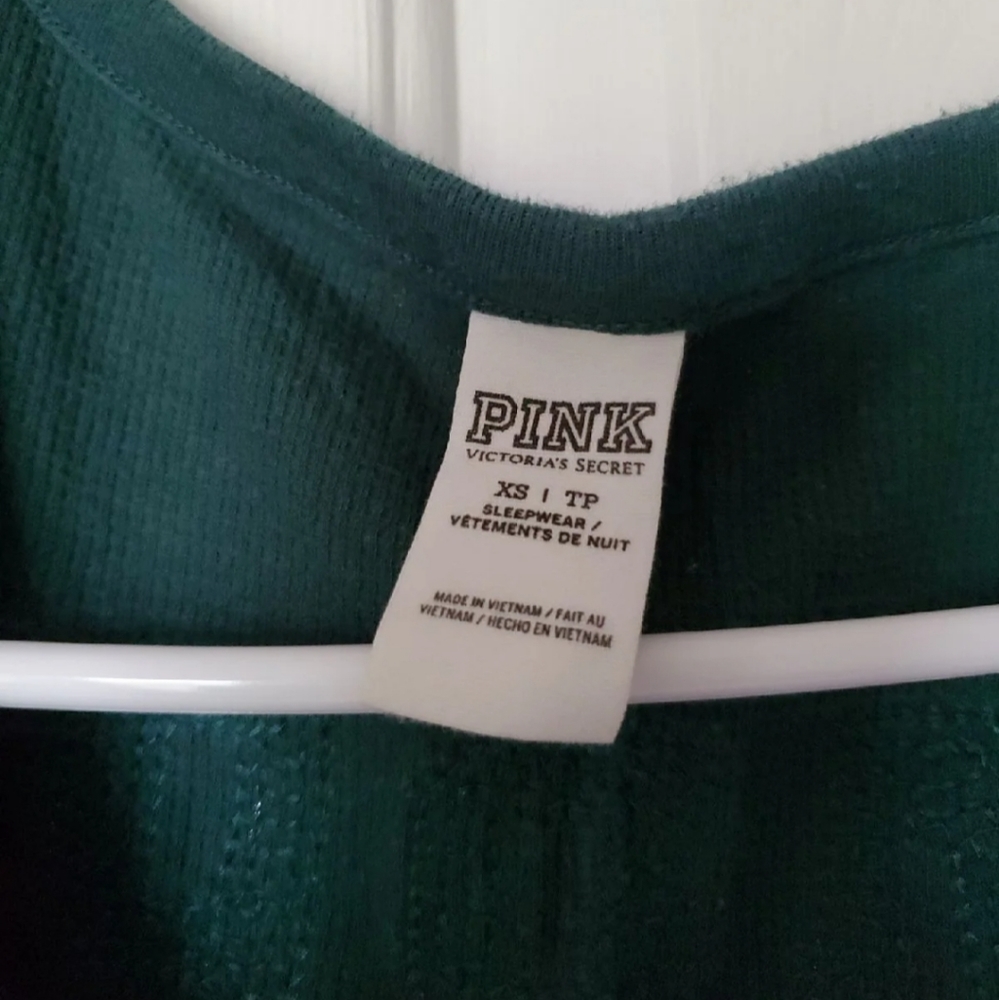 PINK
VICTORIA'S SECRET
XS | TP
SLEEPWEAR /
VÊTEMENTS DE NUIT
MADE IN VIETNAM / FAIT AU
VIETNAM / HECHO EN VIETNAM